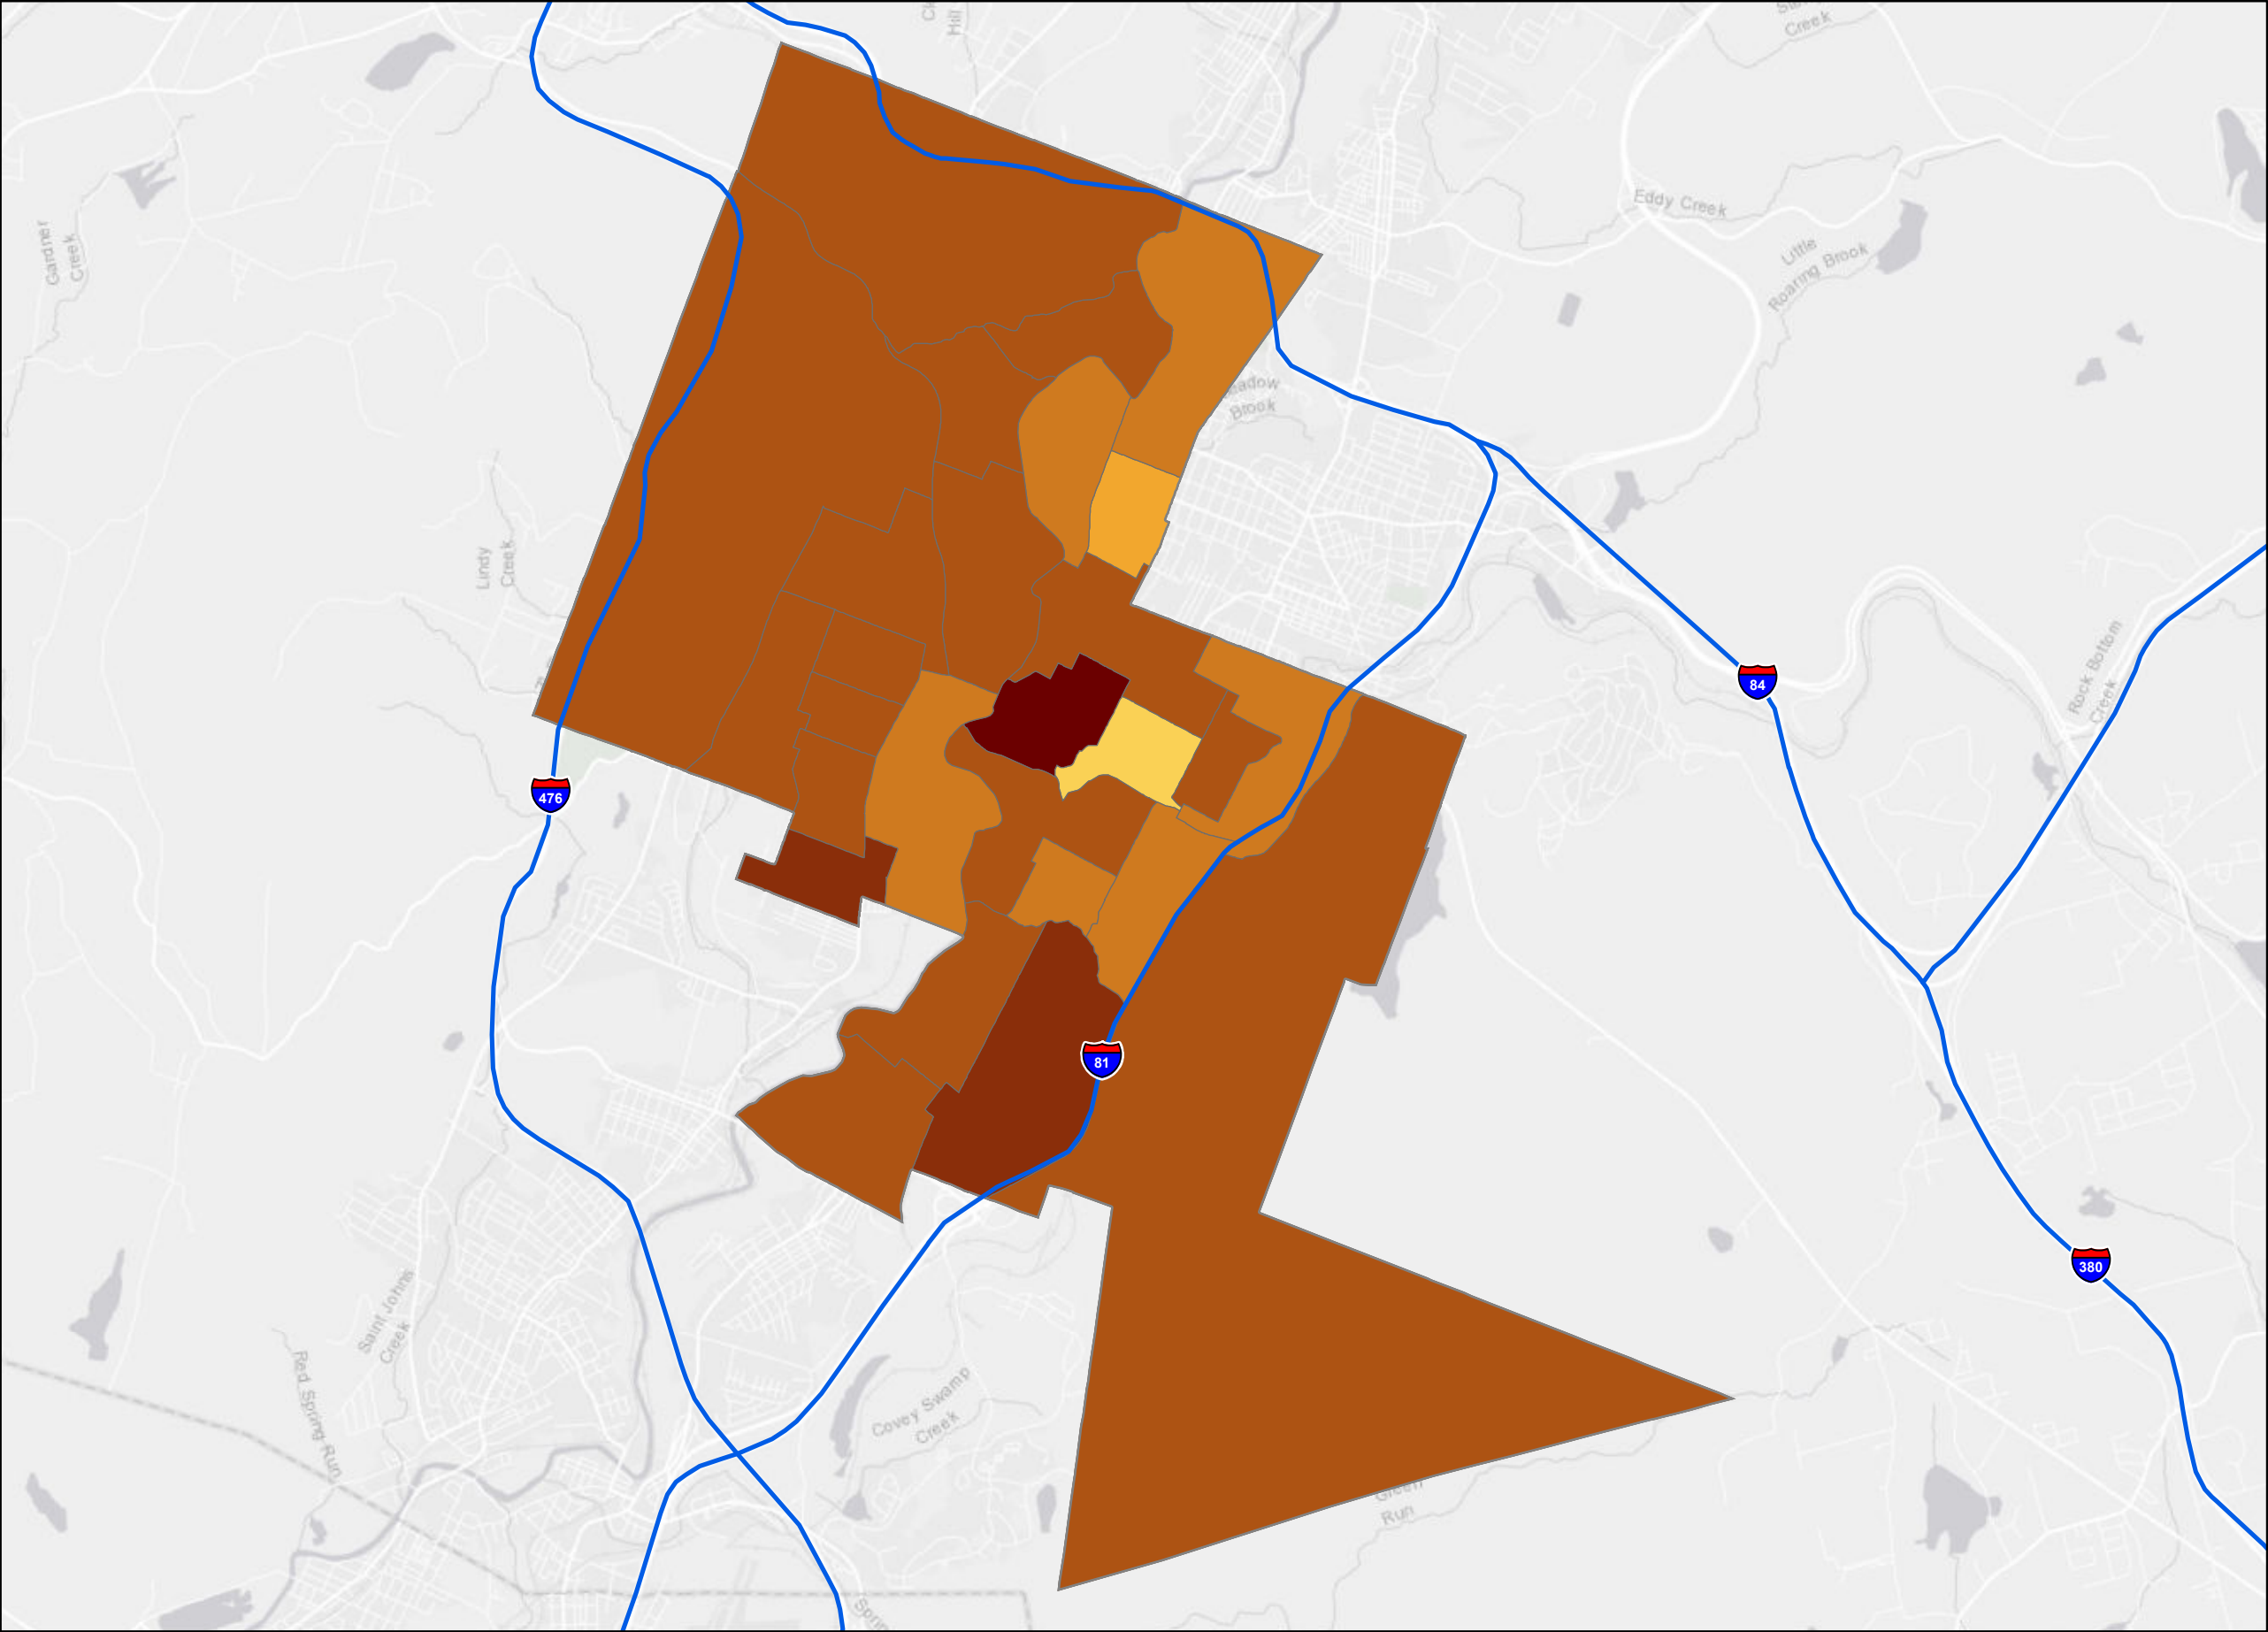 Hill
Creek
Eddy Creek
Gardner
Creek
Little
Roaring Brook
Brook
Lindy
Creek
Rock Bottom
Creek
84
476
81
380
Saint Johns
Creek
Red Spring Run
Covey Swamp
Creek
Green
Run